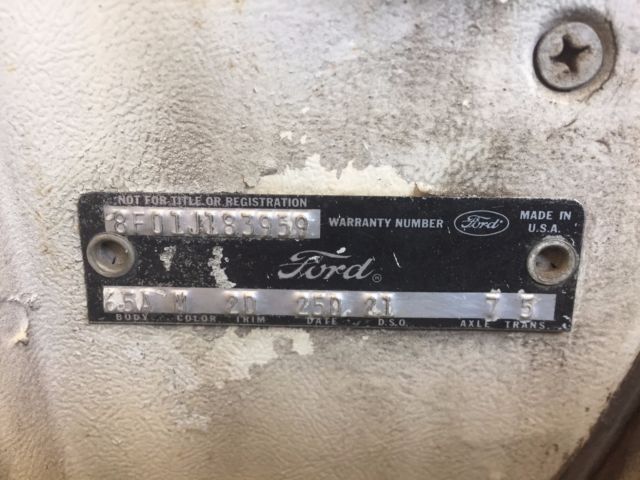 NOT FOR TITLE OR REGISTRATION
8F01J183959 WARRANTY NUMBER Ford MADE IN U.S.A.
Ford ®
65A M 2D 25D 21 7 5
BODY COLOR TRIM DATE D.S.O. AXLE TRANS.